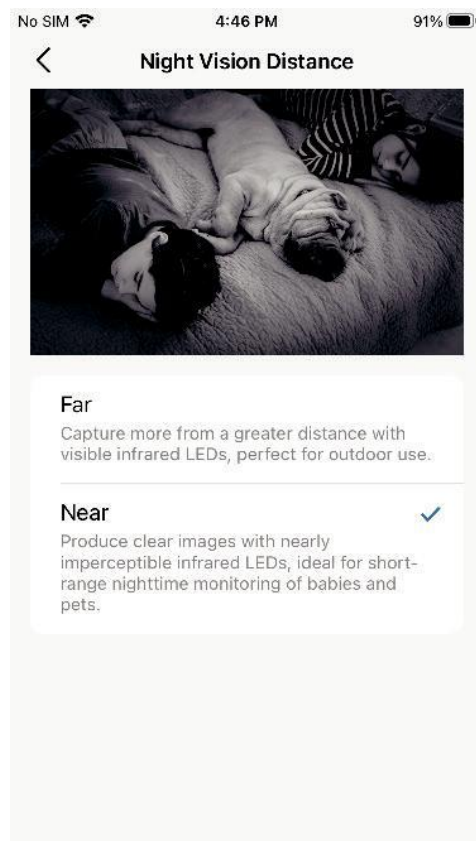 No SIM 4:46 PM 91%
Night Vision Distance
Far
Capture more from a greater distance with
visible infrared LEDs, perfect for outdoor use.
Near
Produce clear images with nearly
imperceptible infrared LEDs, ideal for short-
range nighttime monitoring of babies and
pets.